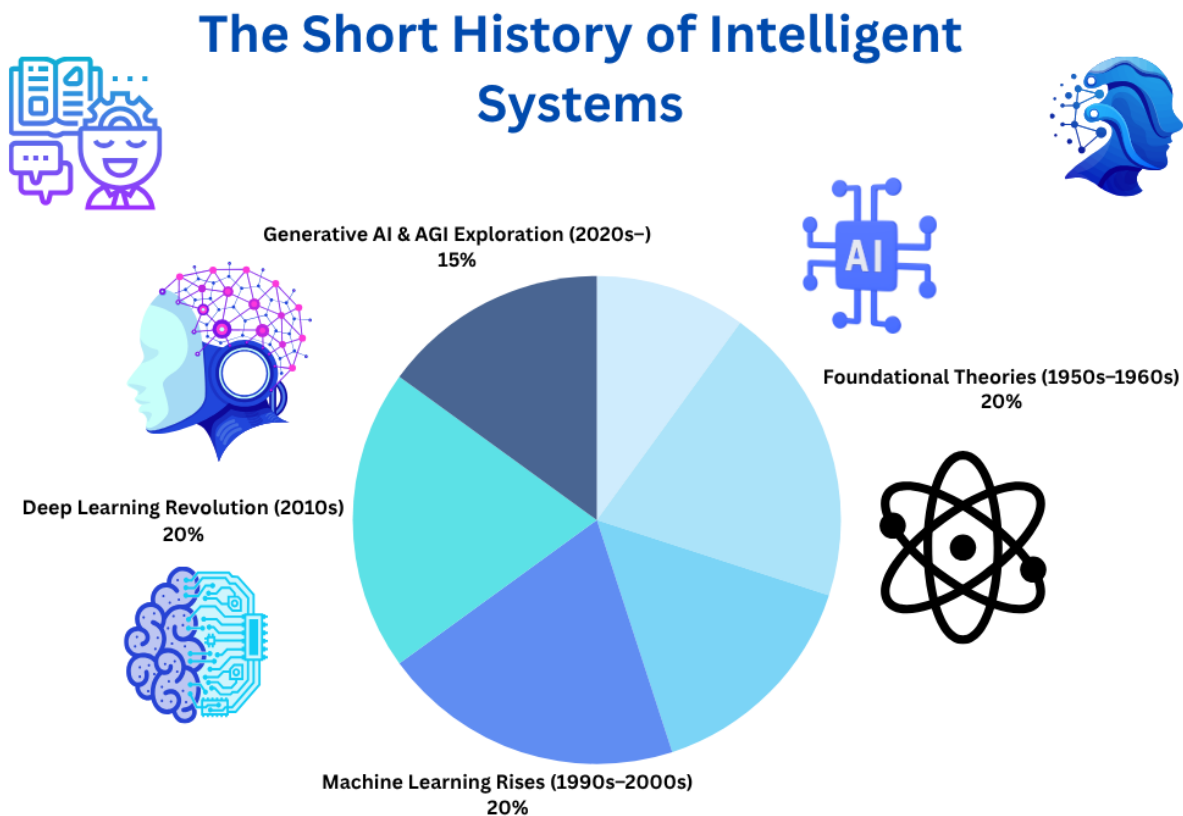 The Short History of Intelligent
Systems
Generative AI & AGI Exploration (2020s–)
15%
AI
Foundational Theories (1950s–1960s)
20%
Deep Learning Revolution (2010s)
20%
Machine Learning Rises (1990s–2000s)
20%